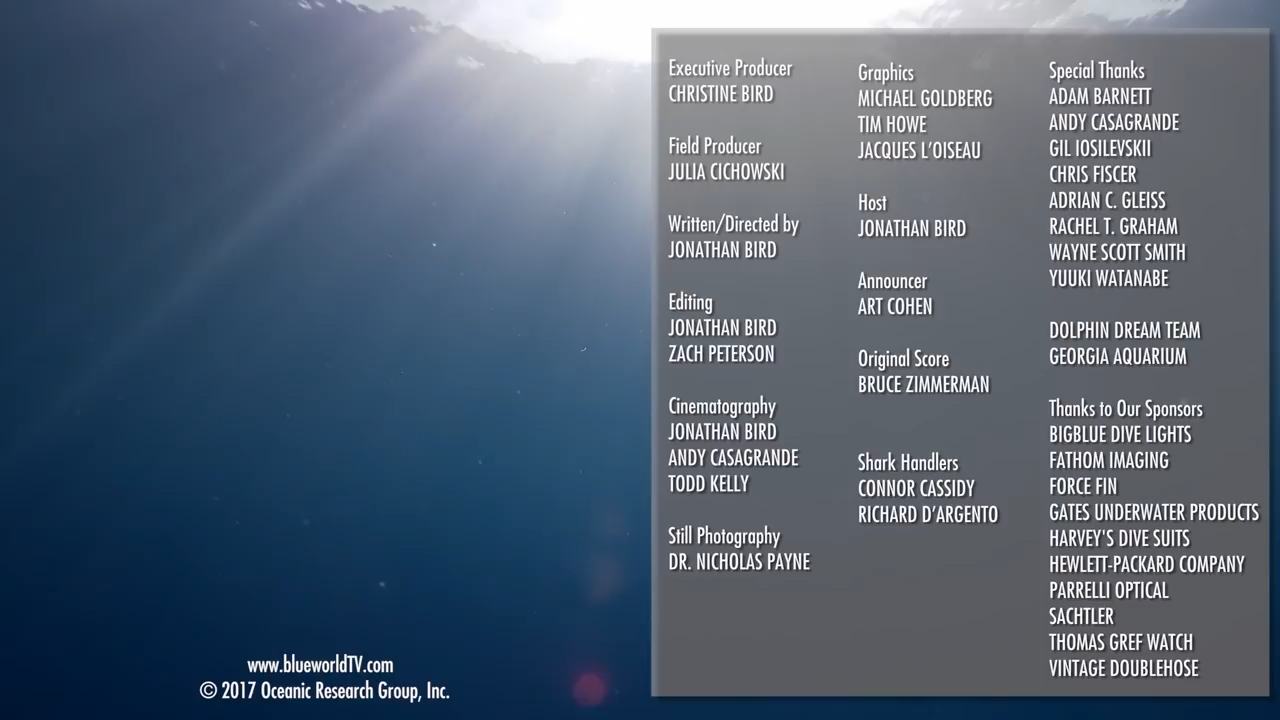 Executive Producer
CHRISTINE BIRD
Field Producer
JULIA CICHOWSKI
Written/Directed by
JONATHAN BIRD
Editing
JONATHAN BIRD
ZACH PETERSON
Cinematography
JONATHAN BIRD
ANDY CASAGRANDE
TODD KELLY
Still Photography
DR. NICHOLAS PAYNE
Graphics
MICHAEL GOLDBERG
TIM HOWE
JACQUES L'OISEAU
Host
JONATHAN BIRD
Announcer
ART COHEN
Original Score
BRUCE ZIMMERMAN
Shark Handlers
CONNOR CASSIDY
RICHARD D'ARGENTO
Special Thanks
ADAM BARNETT
ANDY CASAGRANDE
GIL IOSILEVSKII
CHRIS FISCER
ADRIAN C. GLEISS
RACHEL T. GRAHAM
WAYNE SCOTT SMITH
YUUKI WATANABE
DOLPHIN DREAM TEAM
GEORGIA AQUARIUM
Thanks to Our Sponsors
BIGBLUE DIVE LIGHTS
FATHOM IMAGING
FORCE FIN
GATES UNDERWATER PRODUCTS
HARVEY'S DIVE SUITS
HEWLETT-PACKARD COMPANY
PARRELLI OPTICAL
SACHTLER
THOMAS GREF WATCH
VINTAGE DOUBLEHOSE
www.blueworldTV.com
© 2017 Oceanic Research Group, Inc.